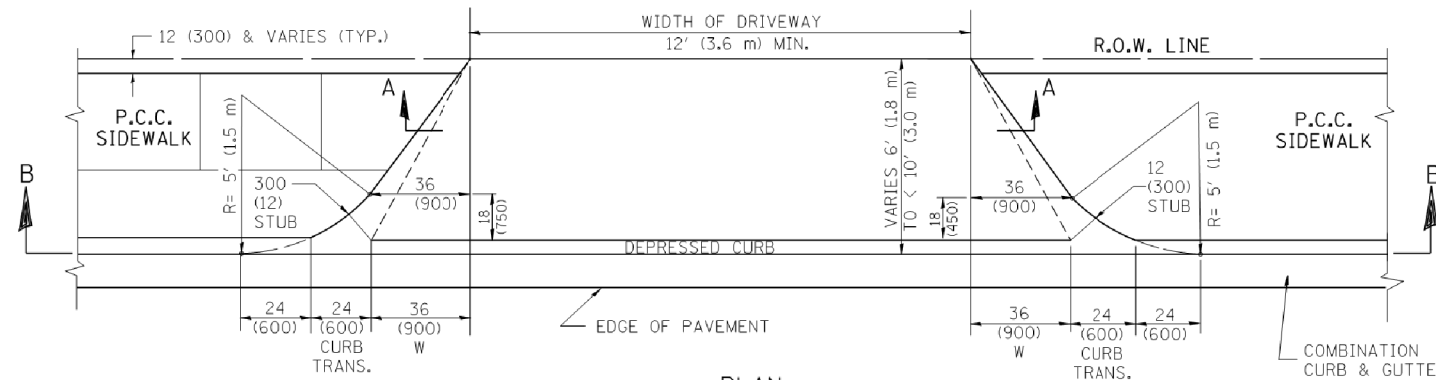 WIDTH OF DRIVEWAY
12' (3.6 m) MIN.
12 (300) & VARIES (TYP.)
R.O.W. LINE
A
A
P.C.C.
SIDEWALK
P.C.C.
SIDEWALK
B
R= 5' (1.5 m)
300
(12)
STUB
36
(900)
18
(750)
VARIES 6' (1.8 m)
TO < 10' (3.0 m)
36
(900)
18
(450)
12
(300)
STUB
R= 5' (1.5 m)
DEPRESSED CURB
24
(600)
24
(600)
CURB
TRANS.
36
(900)
W
EDGE OF PAVEMENT
36
(900)
W
24
(600)
CURB
TRANS.
24
(600)
COMBINATION
CURB & GUTTE